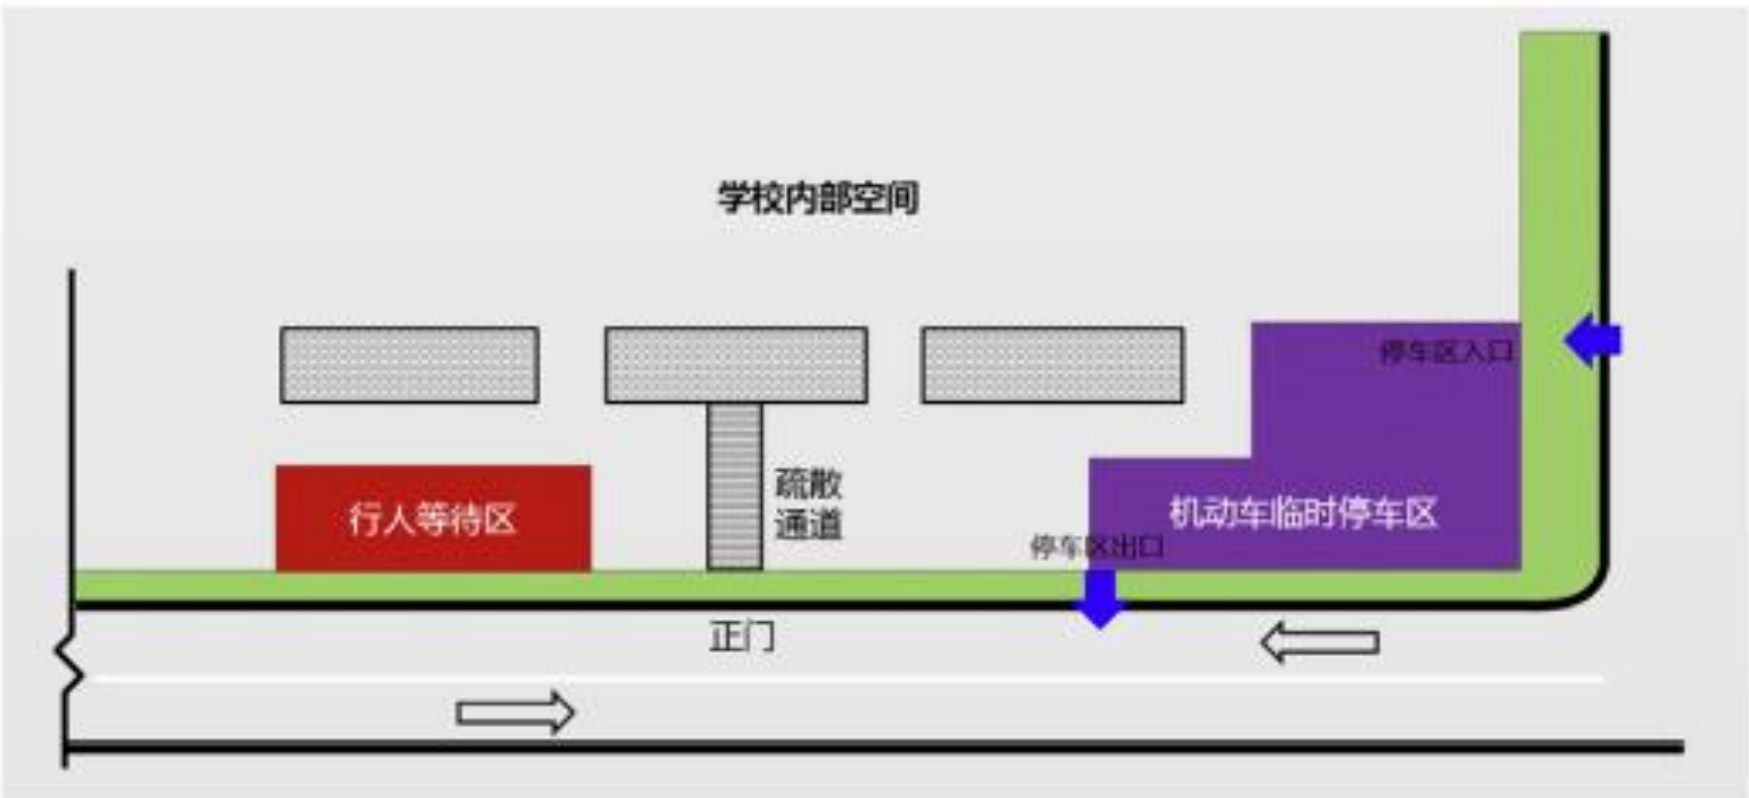 学校内部空间
停车区入口
行人等待区
疏散
通道
机动车临时停车区
停车区出口
正门